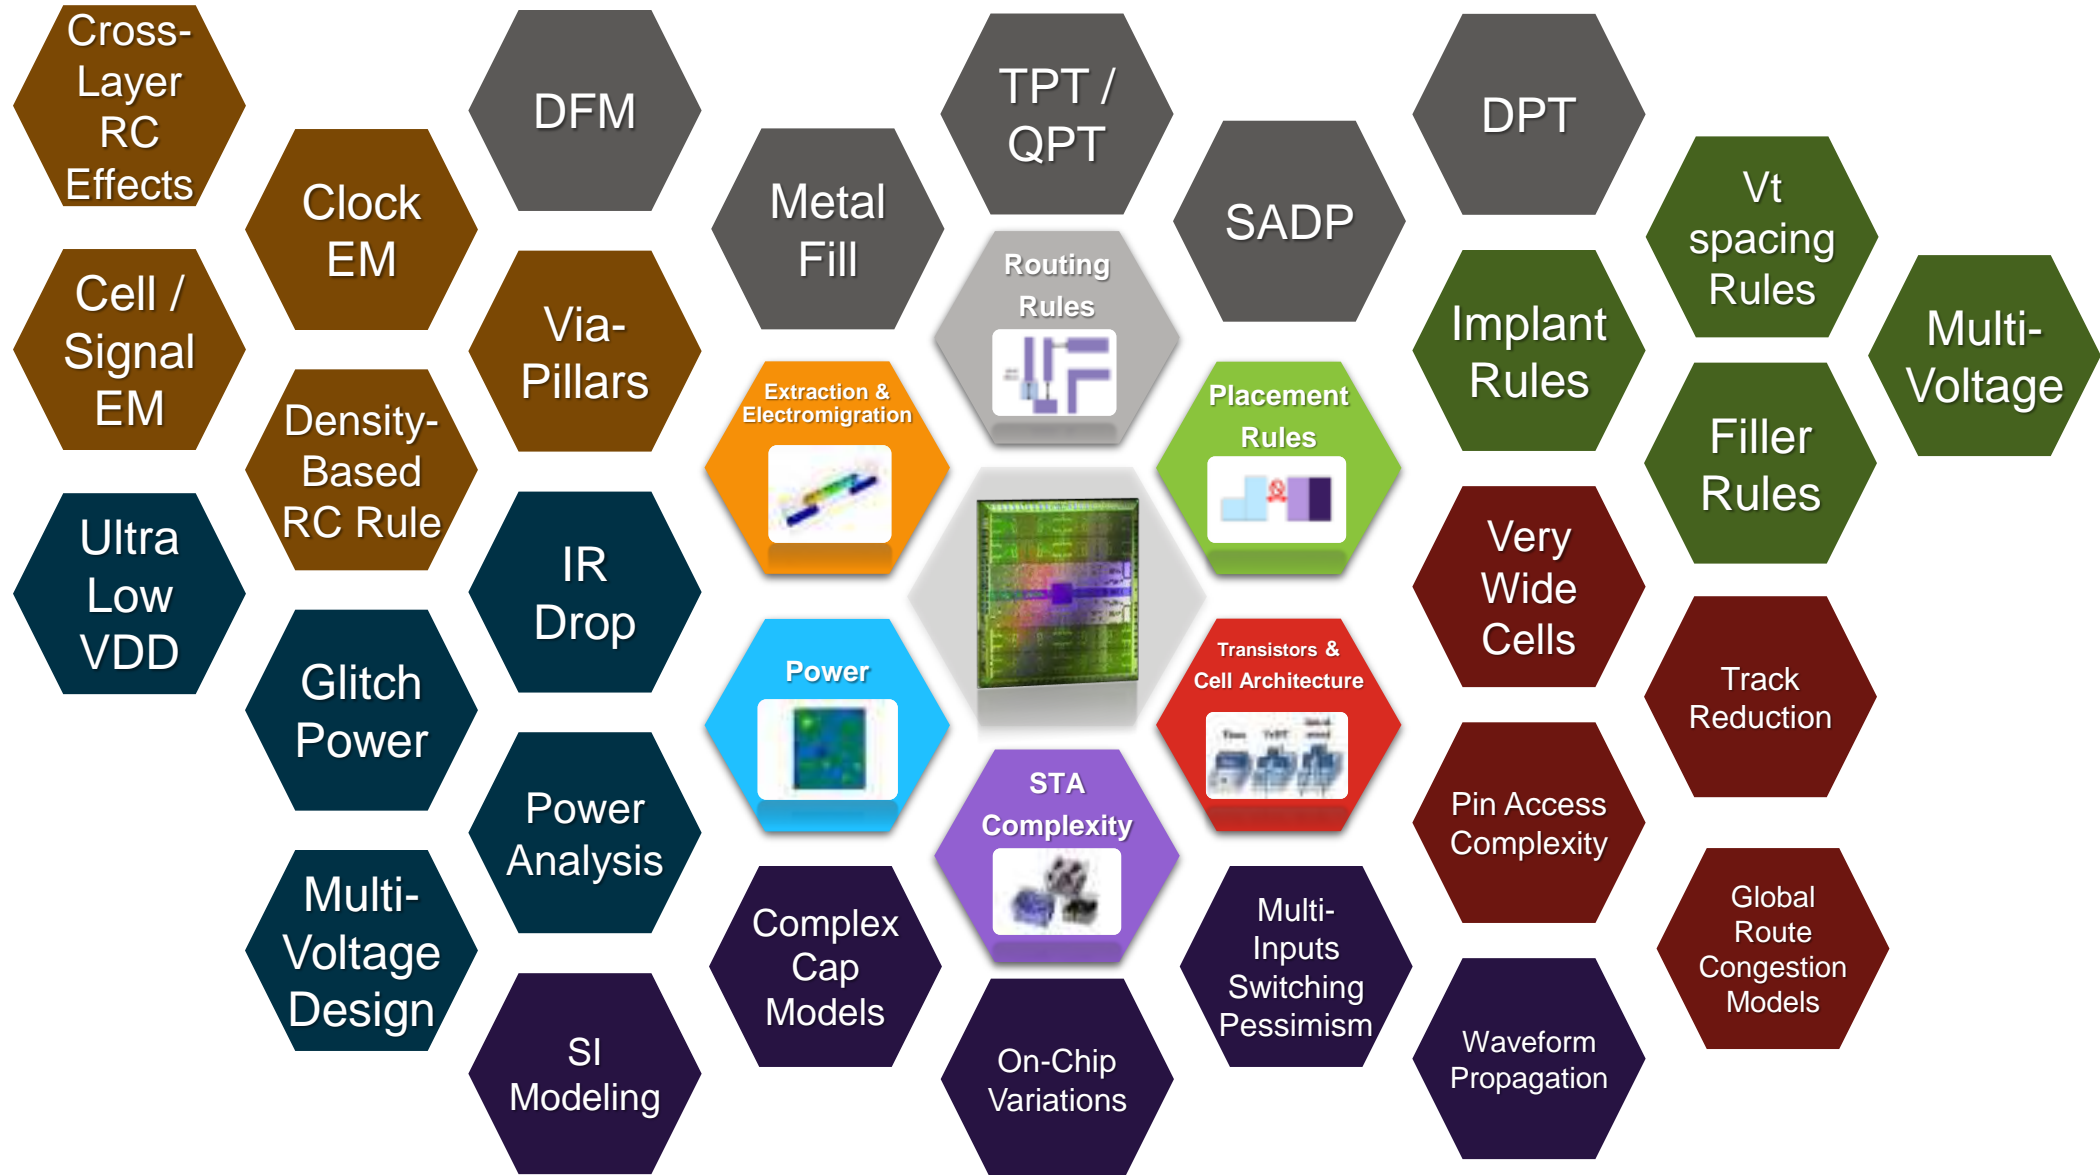 Cross-
Layer
RC
Effects
DFM
TPT /
QPT
DPT
Clock
EM
Metal
Fill
SADP
Vt
spacing
Rules
Cell /
Signal
EM
Via-
Pillars
Routing
Rules
Implant
Rules
Multi-
Voltage
Density-
Based
RC Rule
Extraction &
Electromigration
Placement
Rules
Filler
Rules
Ultra
Low
VDD
IR
Drop
Very
Wide
Cells
Glitch
Power
Power
Transistors &
Cell Architecture
Track
Reduction
Power
Analysis
STA
Complexity
Pin Access
Complexity
Multi-
Voltage
Design
Complex
Cap
Models
Multi-
Inputs
Switching
Pessimism
Global
Route
Congestion
Models
SI
Modeling
On-Chip
Variations
Waveform
Propagation